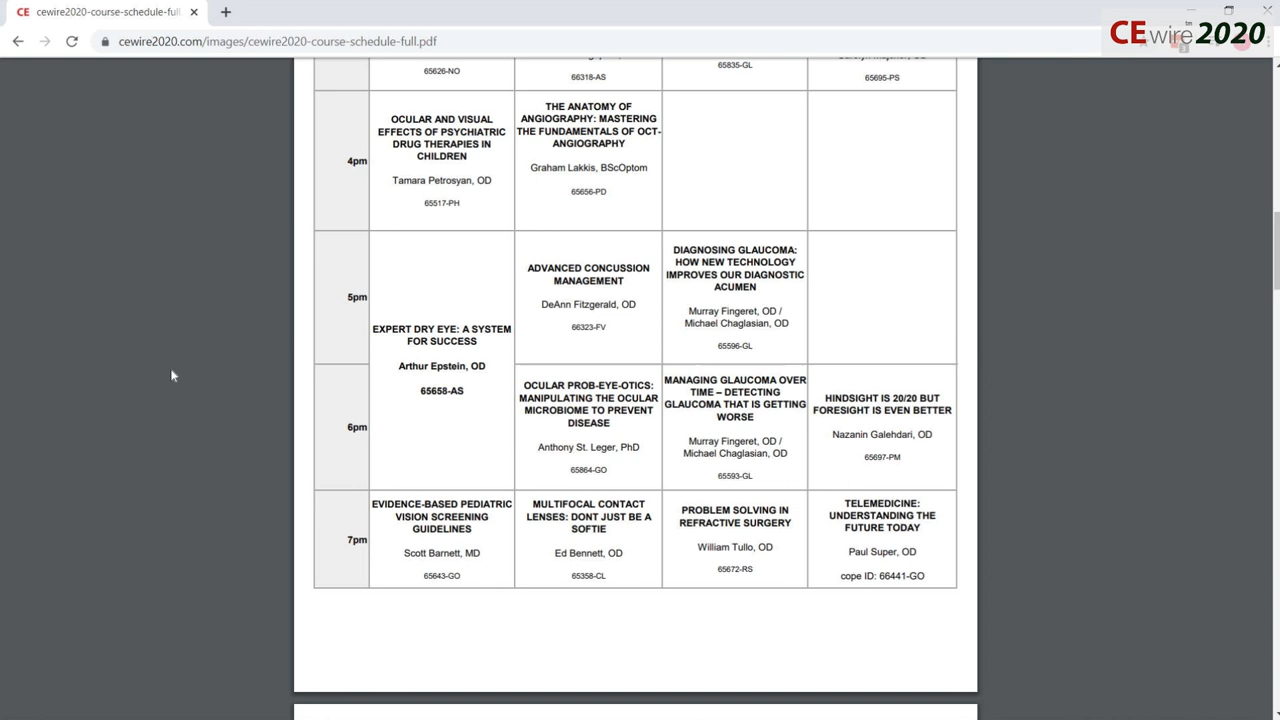 CE cewire2020-course-schedule-full
cewire2020.com/images/cewire2020-course-schedule-full.pdf
CEwire2020
65626-NO
66318-AS
65835-GL
65695-PS
4pm
OCULAR AND VISUAL
EFFECTS OF PSYCHIATRIC
DRUG THERAPIES IN
CHILDREN
Tamara Petrosyan, OD
65517-PH
THE ANATOMY OF
ANGIOGRAPHY: MASTERING
THE FUNDAMENTALS OF OCT-
ANGIOGRAPHY
Graham Lakkis, BScOptom
65656-PD
5pm
6pm
EXPERT DRY EYE: A SYSTEM
FOR SUCCESS
Arthur Epstein, OD
65658-AS
ADVANCED CONCUSSION
MANAGEMENT
DeAnn Fitzgerald, OD
66323-FV
DIAGNOSING GLAUCOMA:
HOW NEW TECHNOLOGY
IMPROVES OUR DIAGNOSTIC
ACUMEN
Murray Fingeret, OD /
Michael Chaglasian, OD
65596-GL
OCULAR PROB-EYE-OTICS:
MANIPULATING THE OCULAR
MICROBIOME TO PREVENT
DISEASE
Anthony St. Leger, PhD
65864-GO
MANAGING GLAUCOMA OVER
TIME – DETECTING
GLAUCOMA THAT IS GETTING
WORSE
Murray Fingeret, OD /
Michael Chaglasian, OD
65593-GL
HINDSIGHT IS 20/20 BUT
FORESIGHT IS EVEN BETTER
Nazanin Galehdari, OD
65697-PM
7pm
EVIDENCE-BASED PEDIATRIC
VISION SCREENING
GUIDELINES
Scott Barnett, MD
65643-GO
MULTIFOCAL CONTACT
LENSES: DONT JUST BE A
SOFTIE
Ed Bennett, OD
65358-CL
PROBLEM SOLVING IN
REFRACTIVE SURGERY
William Tullo, OD
65672-RS
TELEMEDICINE:
UNDERSTANDING THE
FUTURE TODAY
Paul Super, OD
cope ID: 66441-GO